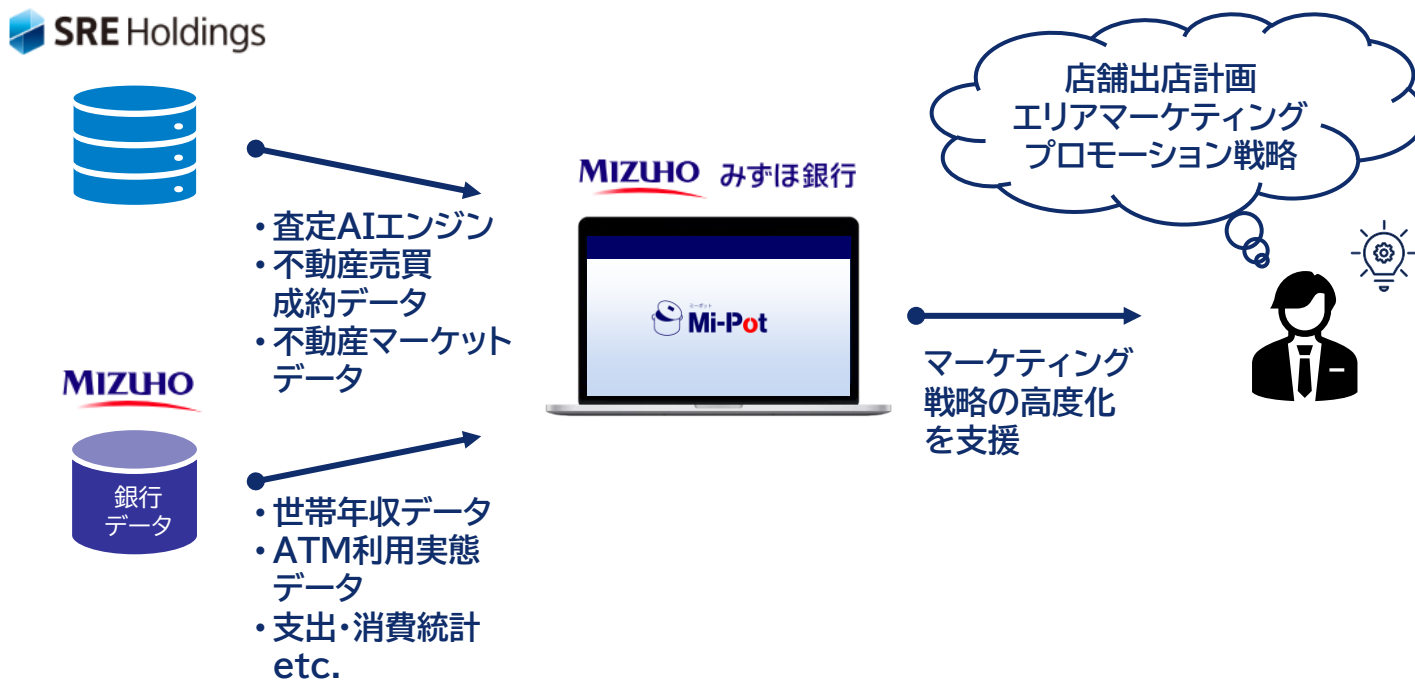 SRE Holdings
・査定AIエンジン
・不動産売買
成約データ
・不動産マーケット
データ
MIZUHO
銀行
データ
・世帯年収データ
・ATM利用実態
データ
・支出・消費統計
etc.
MIZUHO みずほ銀行
ミーポット
Mi-Pot
マーケティング
戦略の高度化
を支援
店舗出店計画
エリアマーケティング
プロモーション戦略